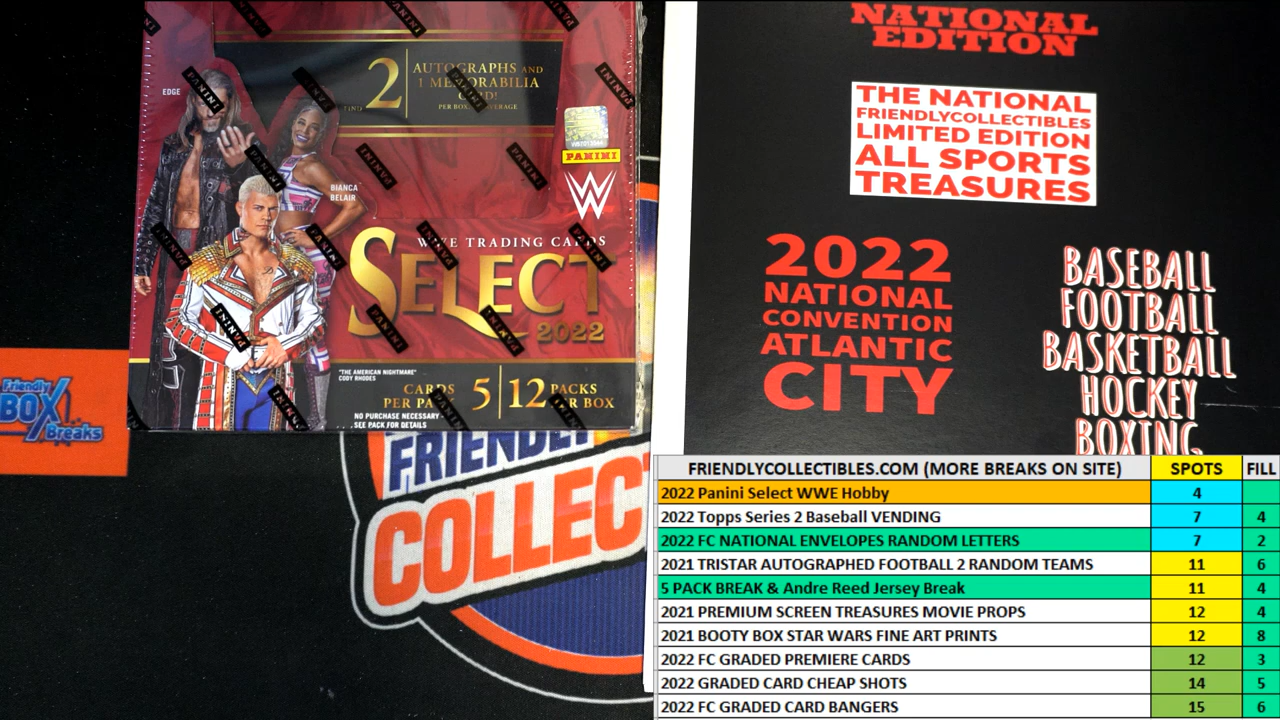 EDGE
FIND 2 AUTOGRAPHS AND
1 MEMORABILIA
CARD!
PER BOX, ON AVERAGE
PANINI
BIANCA
BELAIR
WWE TRADING CARDS
SELECT
2022
"THE AMERICAN NIGHTMARE"
CODY RHODES
CARDS
PER PACK 5 | 12 PACKS
PER BOX
NO PURCHASE NECESSARY
SEE PACK FOR DETAILS
Friendly
BOX
Breaks
FRIENDLY
COLLEC
NATIONAL
EDITION
THE NATIONAL
FRIENDLYCOLLECTIBLES
LIMITED EDITION
ALL SPORTS
TREASURES
2022
NATIONAL
CONVENTION
ATLANTIC
CITY
BASEBALL
FOOTBALL
BASKETBALL
HOCKEY
BOXING
FRIENDLYCOLLECTIBLES.COM (MORE BREAKS ON SITE) SPOTS FILL
2022 Panini Select WWE Hobby 4
2022 Topps Series 2 Baseball VENDING 7 4
2022 FC NATIONAL ENVELOPES RANDOM LETTERS 7 2
2021 TRISTAR AUTOGRAPHED FOOTBALL 2 RANDOM TEAMS 11 6
5 PACK BREAK & Andre Reed Jersey Break 11 4
2021 PREMIUM SCREEN TREASURES MOVIE PROPS 12 4
2021 BOOTY BOX STAR WARS FINE ART PRINTS 12 8
2022 FC GRADED PREMIERE CARDS 12 3
2022 GRADED CARD CHEAP SHOTS 14 5
2022 FC GRADED CARD BANGERS 15 6